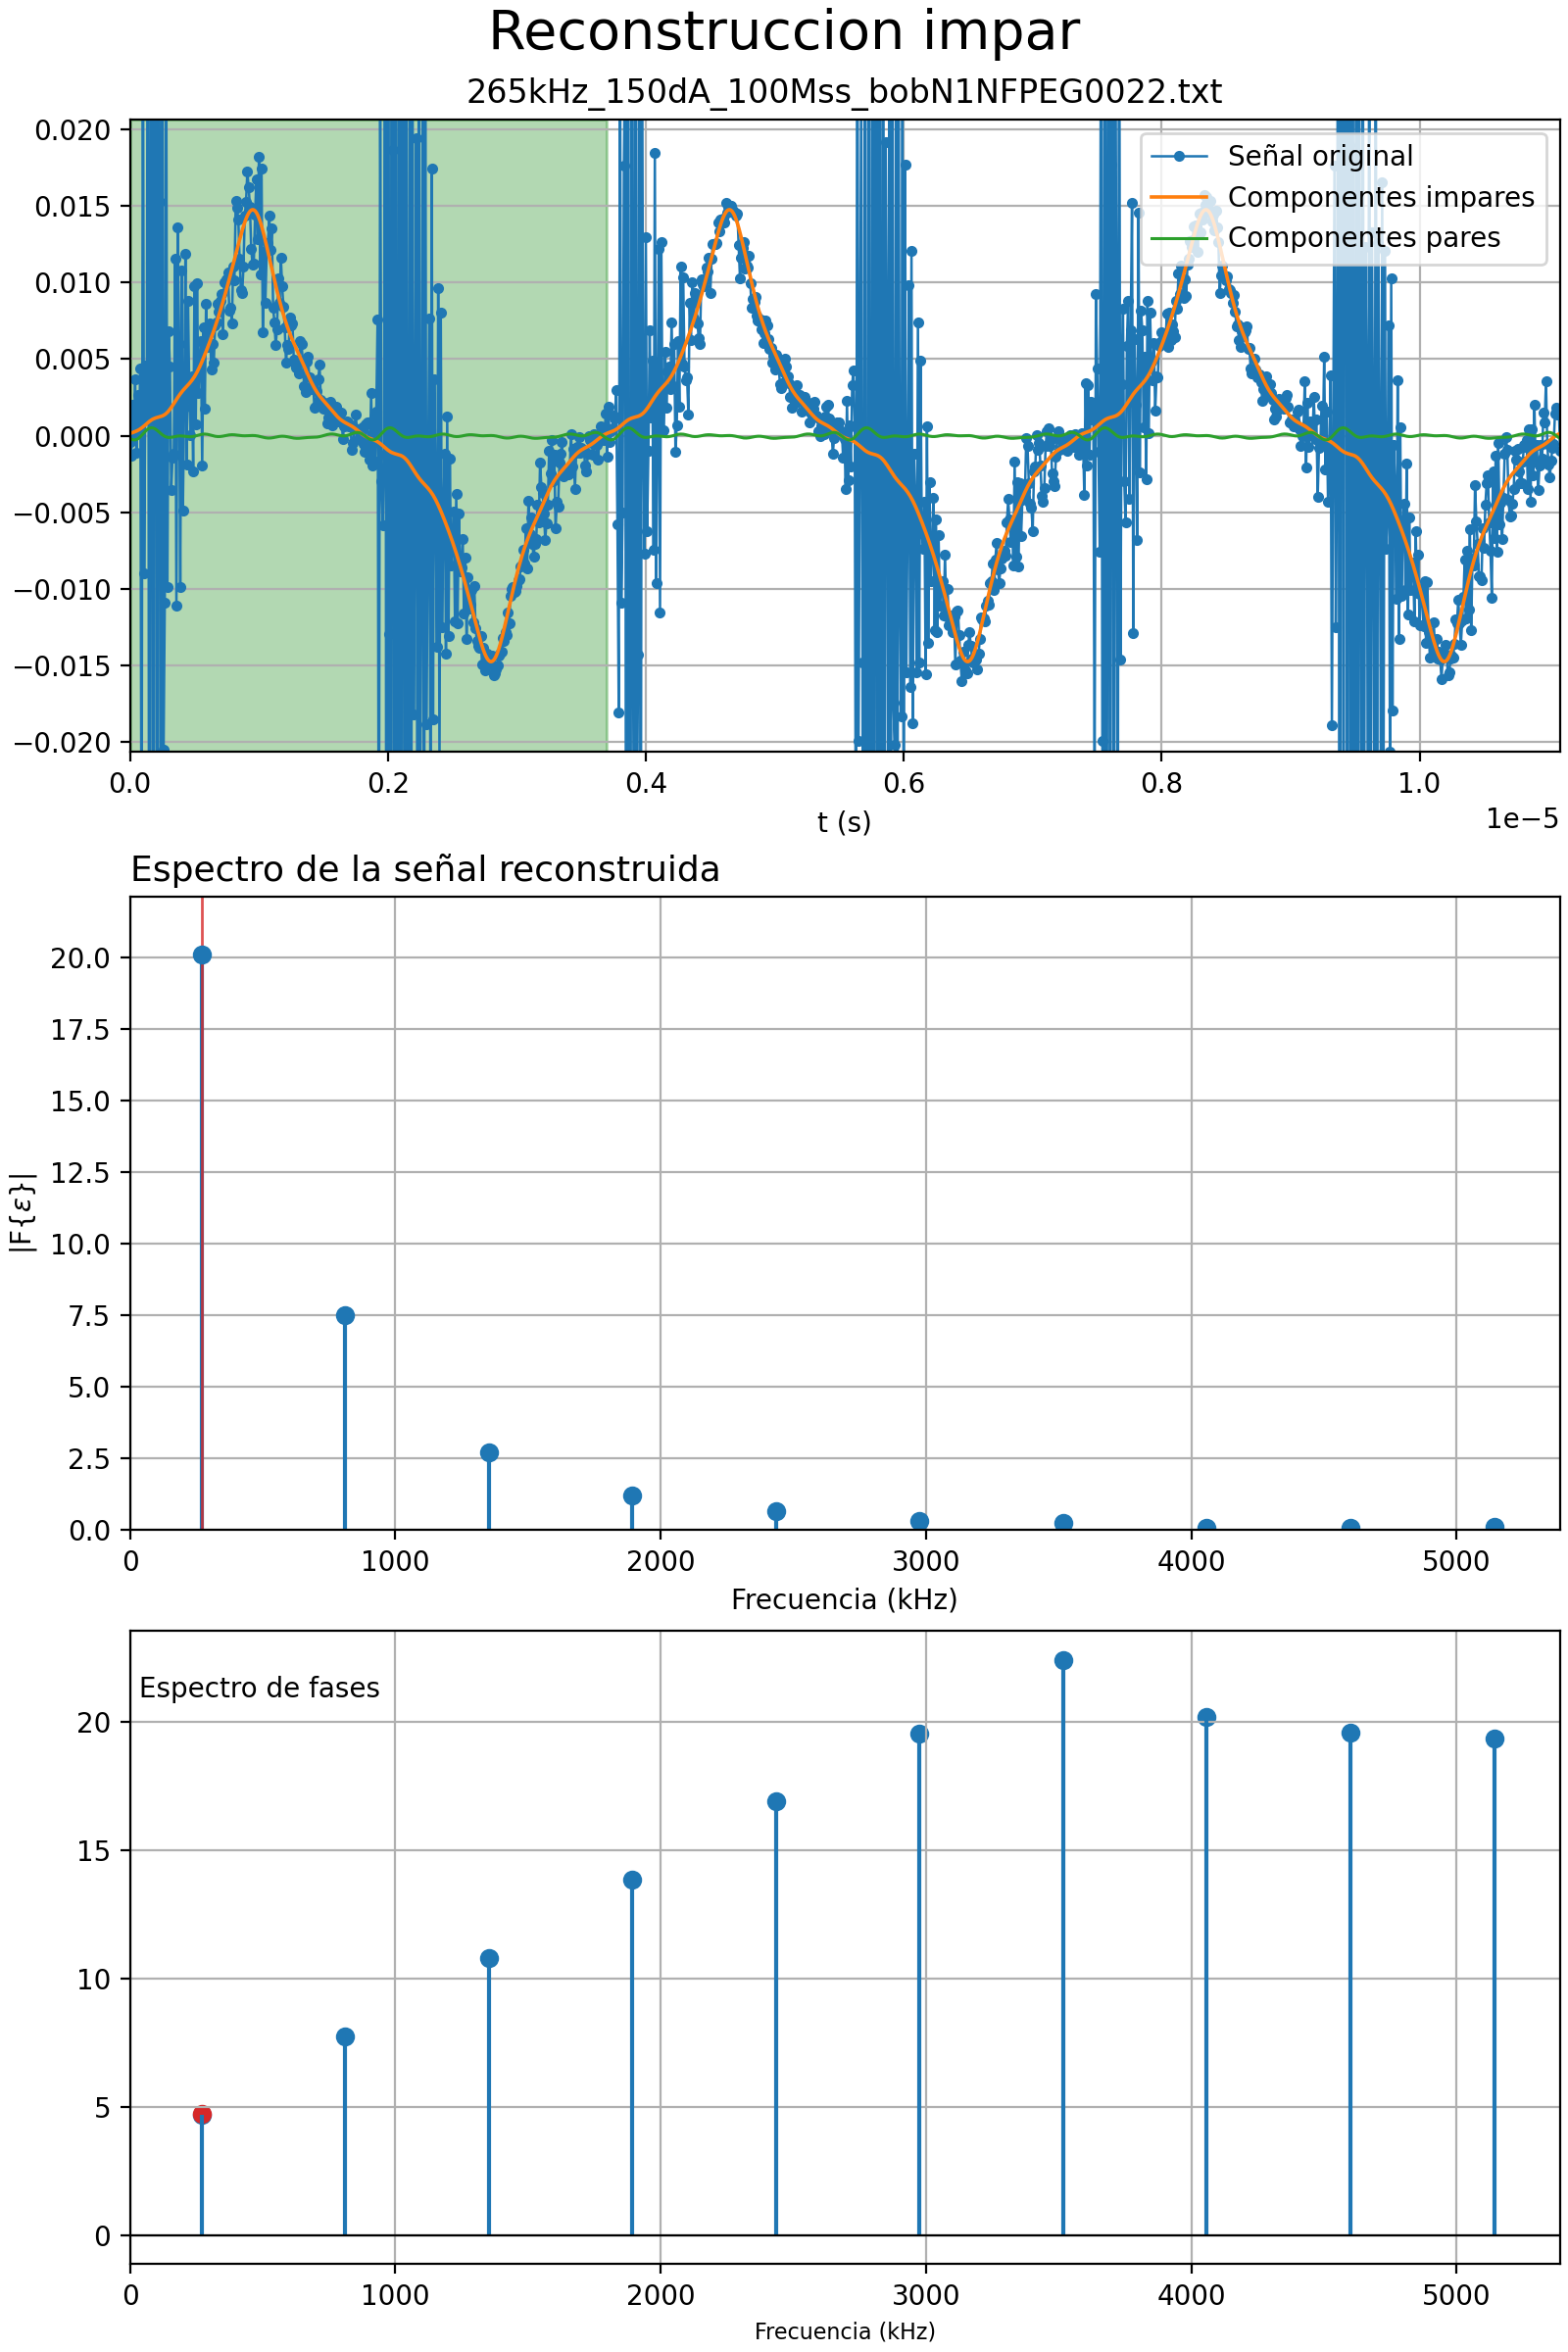 Reconstruccion impar
265kHz_150dA_100Mss_bobN1NFPEG0022.txt
0.020
0.015
0.010
0.005
0.000
−0.005
−0.010
−0.015
−0.020
Señal original
Componentes impares
Componentes pares
0.0 0.2 0.4 0.6 0.8 1.0
1e−5
t (s)
Espectro de la señal reconstruida
20.0
17.5
15.0
12.5
10.0
7.5
5.0
2.5
0.0
|F{ε}|
0 1000 2000 3000 4000 5000
Frecuencia (kHz)
Espectro de fases
20
15
10
5
0
0 1000 2000 3000 4000 5000
Frecuencia (kHz)